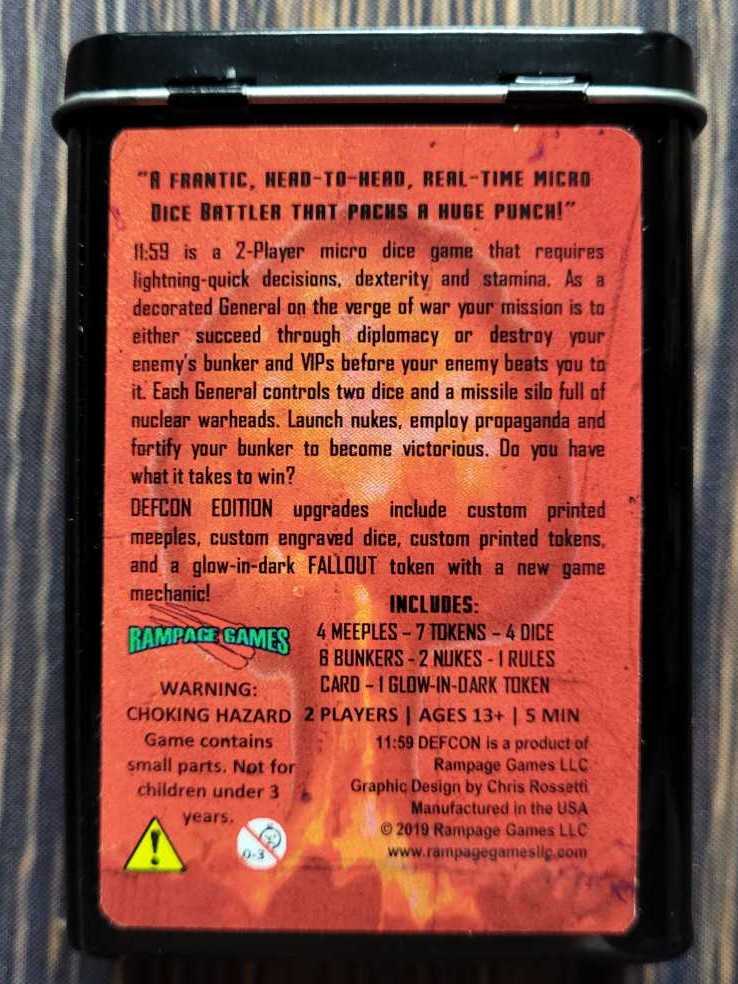 "A FRANTIC, HEAD-TO-HEAD, REAL-TIME MICRO
DICE BATTLER THAT PACKS A HUGE PUNCH!"
11:59 is a 2-Player micro dice game that requires
lightning-quick decisions, dexterity and stamina. As a
decorated General on the verge of war your mission is to
either succeed through diplomacy or destroy your
enemy's bunker and VIPs before your enemy beats you to
it. Each General controls two dice and a missile silo full of
nuclear warheads. Launch nukes, employ propaganda and
fortify your bunker to become victorious. Do you have
what it takes to win?
DEFCON EDITION upgrades include custom printed
meeples, custom engraved dice, custom printed tokens,
and a glow-in-dark FALLOUT token with a new game
mechanic!
RAMPAGE GAMES
INCLUDES:
4 MEEPLES – 7 TOKENS – 4 DICE
6 BUNKERS - 2 NUKES - 1 RULES
CARD – 1 GLOW-IN-DARK TOKEN
2 PLAYERS | AGES 13+ | 5 MIN
WARNING:
CHOKING HAZARD
Game contains
small parts. Not for
children under 3
years.
0-3
11:59 DEFCON is a product of
Rampage Games LLC
Graphic Design by Chris Rossetti
Manufactured in the USA
© 2019 Rampage Games LLC
www.rampagegamesllc.com